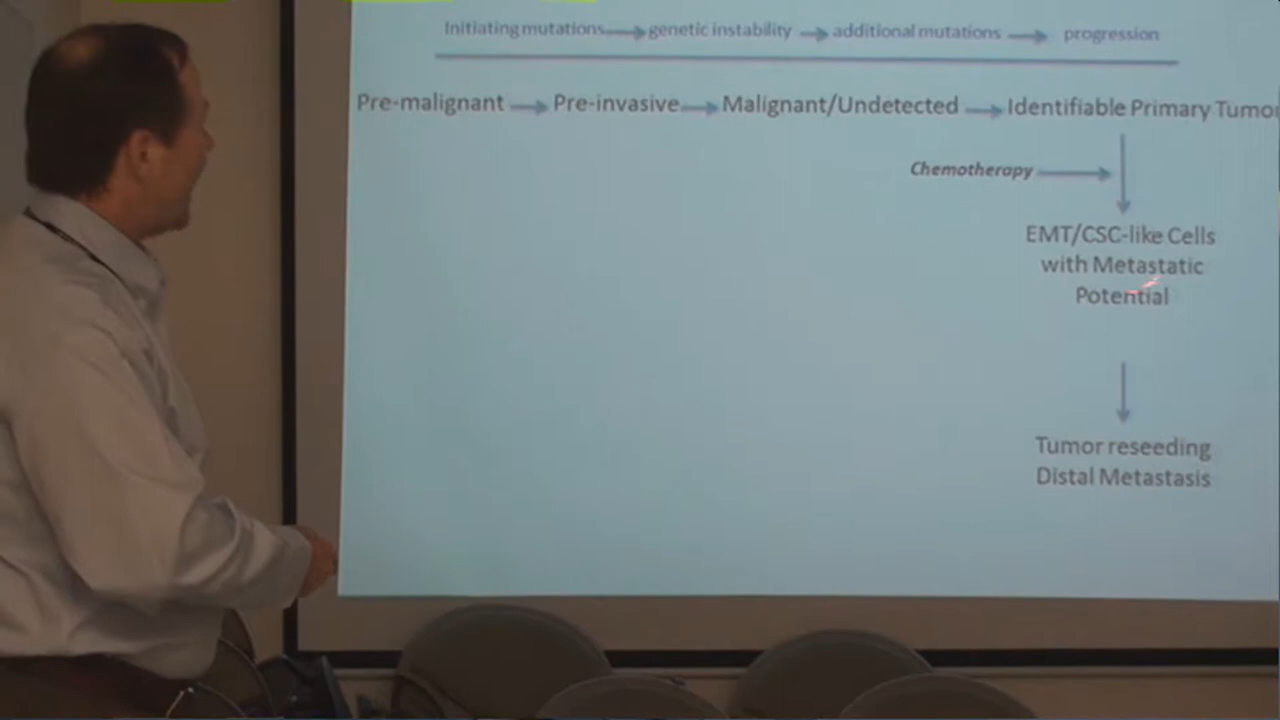 Initiating mutations genetic instability additional mutations progression
Pre-malignant Pre-invasive Malignant/Undetected Identifiable Primary Tumor
Chemotherapy
EMT/CSC-like Cells
with Metastatic
Potential
Tumor reseeding
Distal Metastasis